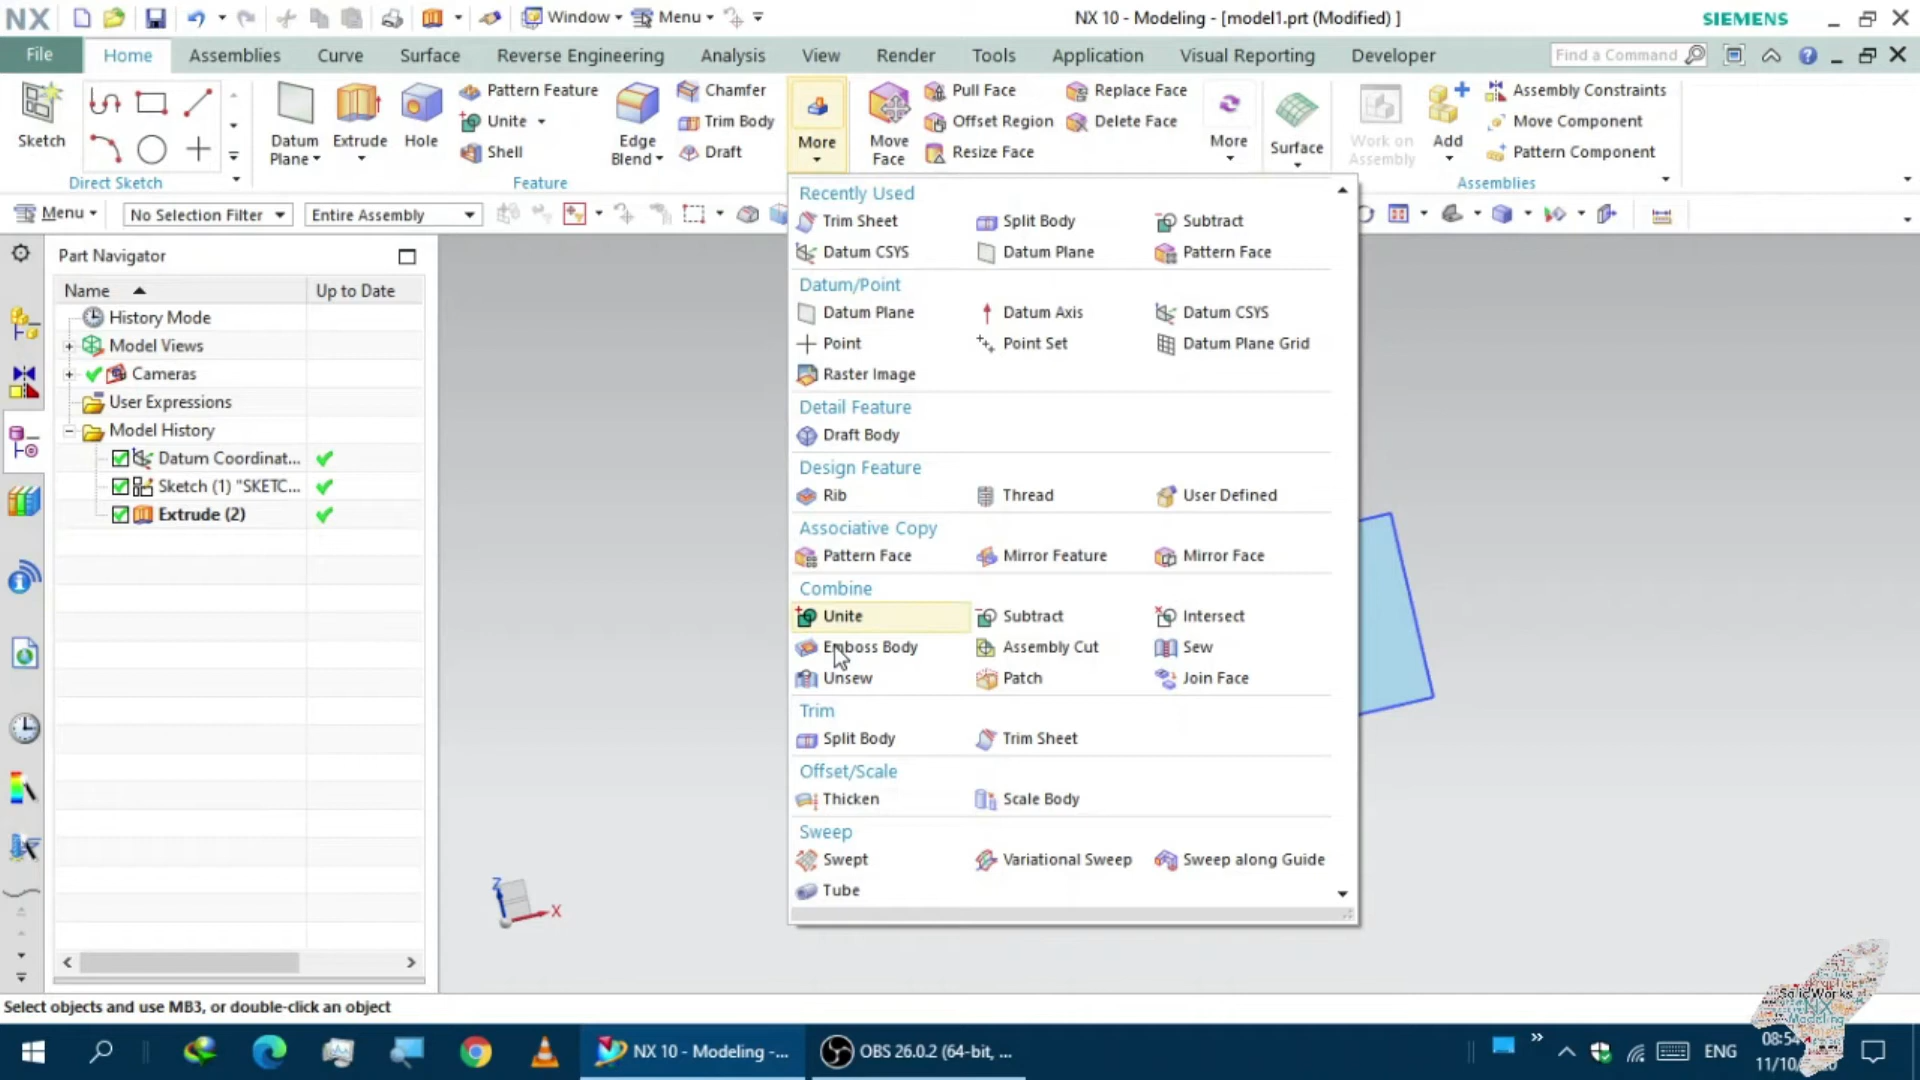 NX Window Menu NX 10 - Modeling - [model1.prt (Modified) ] SIEMENS
File Home Assemblies Curve Surface Reverse Engineering Analysis View Render Tools Application Visual Reporting Developer Find a Command
Sketch
Direct Sketch
Datum Plane
Extrude
Hole
Pattern Feature
Unite
Shell
Edge Blend
Chamfer
Trim Body
Draft
Feature
More
Move Face
Pull Face
Offset Region
Resize Face
Replace Face
Delete Face
More
Surface
Work on Assembly
Add
Assembly Constraints
Move Component
Pattern Component
Assemblies
Menu No Selection Filter Entire Assembly
Part Navigator
Name Up to Date
History Mode
Model Views
Cameras
User Expressions
Model History
Datum Coordinat...
Sketch (1) "SKETC...
Extrude (2)
Recently Used
Trim Sheet Split Body Subtract
Datum CSYS Datum Plane Pattern Face
Datum/Point
Datum Plane Datum Axis Datum CSYS
Point Point Set Datum Plane Grid
Raster Image
Detail Feature
Draft Body
Design Feature
Rib Thread User Defined
Associative Copy
Pattern Face Mirror Feature Mirror Face
Combine
Unite Subtract Intersect
Emboss Body Assembly Cut Sew
Unsew Patch Join Face
Trim
Split Body Trim Sheet
Offset/Scale
Thicken Scale Body
Sweep
Swept Variational Sweep Sweep along Guide
Tube
Z
X
Select objects and use MB3, or double-click an object
SolidWorks
NX
Modeling
NX 10 - Modeling -... OBS 26.0.2 (64-bit, ... ENG